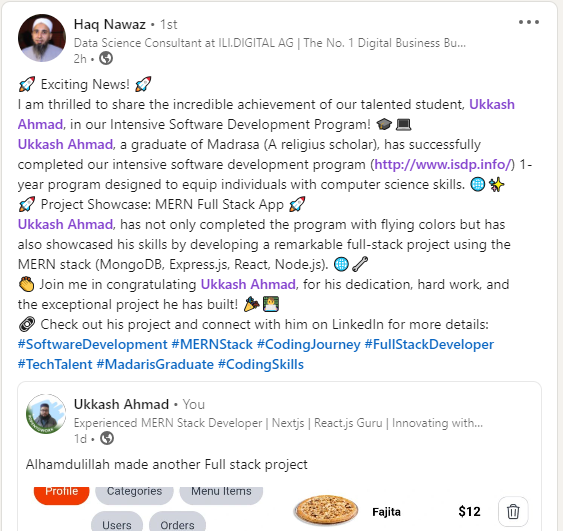 Haq Nawaz • 1st
Data Science Consultant at ILI.DIGITAL AG | The No. 1 Digital Business Bu...
2h •
🚀 Exciting News! 🚀
I am thrilled to share the incredible achievement of our talented student, Ukkash
Ahmad, in our Intensive Software Development Program! 🎓💻
Ukkash Ahmad, a graduate of Madrasa (A religius scholar), has successfully
completed our intensive software development program (http://www.isdp.info/) 1-
year program designed to equip individuals with computer science skills. 🌐✨
🚀 Project Showcase: MERN Full Stack App 🚀
Ukkash Ahmad, has not only completed the program with flying colors but has
also showcased his skills by developing a remarkable full-stack project using the
MERN stack (MongoDB, Express.js, React, Node.js). 🌐🔧
👏 Join me in congratulating Ukkash Ahmad, for his dedication, hard work, and
the exceptional project he has built! 🎉👨‍💻
🔗 Check out his project and connect with him on LinkedIn for more details:
#SoftwareDevelopment #MERNStack #CodingJourney #FullStackDeveloper
#TechTalent #MadarisGraduate #CodingSkills
Ukkash Ahmad • You
Experienced MERN Stack Developer | Nextjs | React.js Guru | Innovating with...
1d •
Alhamdulillah made another Full stack project
Profile Categories Menu Items
Users Orders
Fajita $12